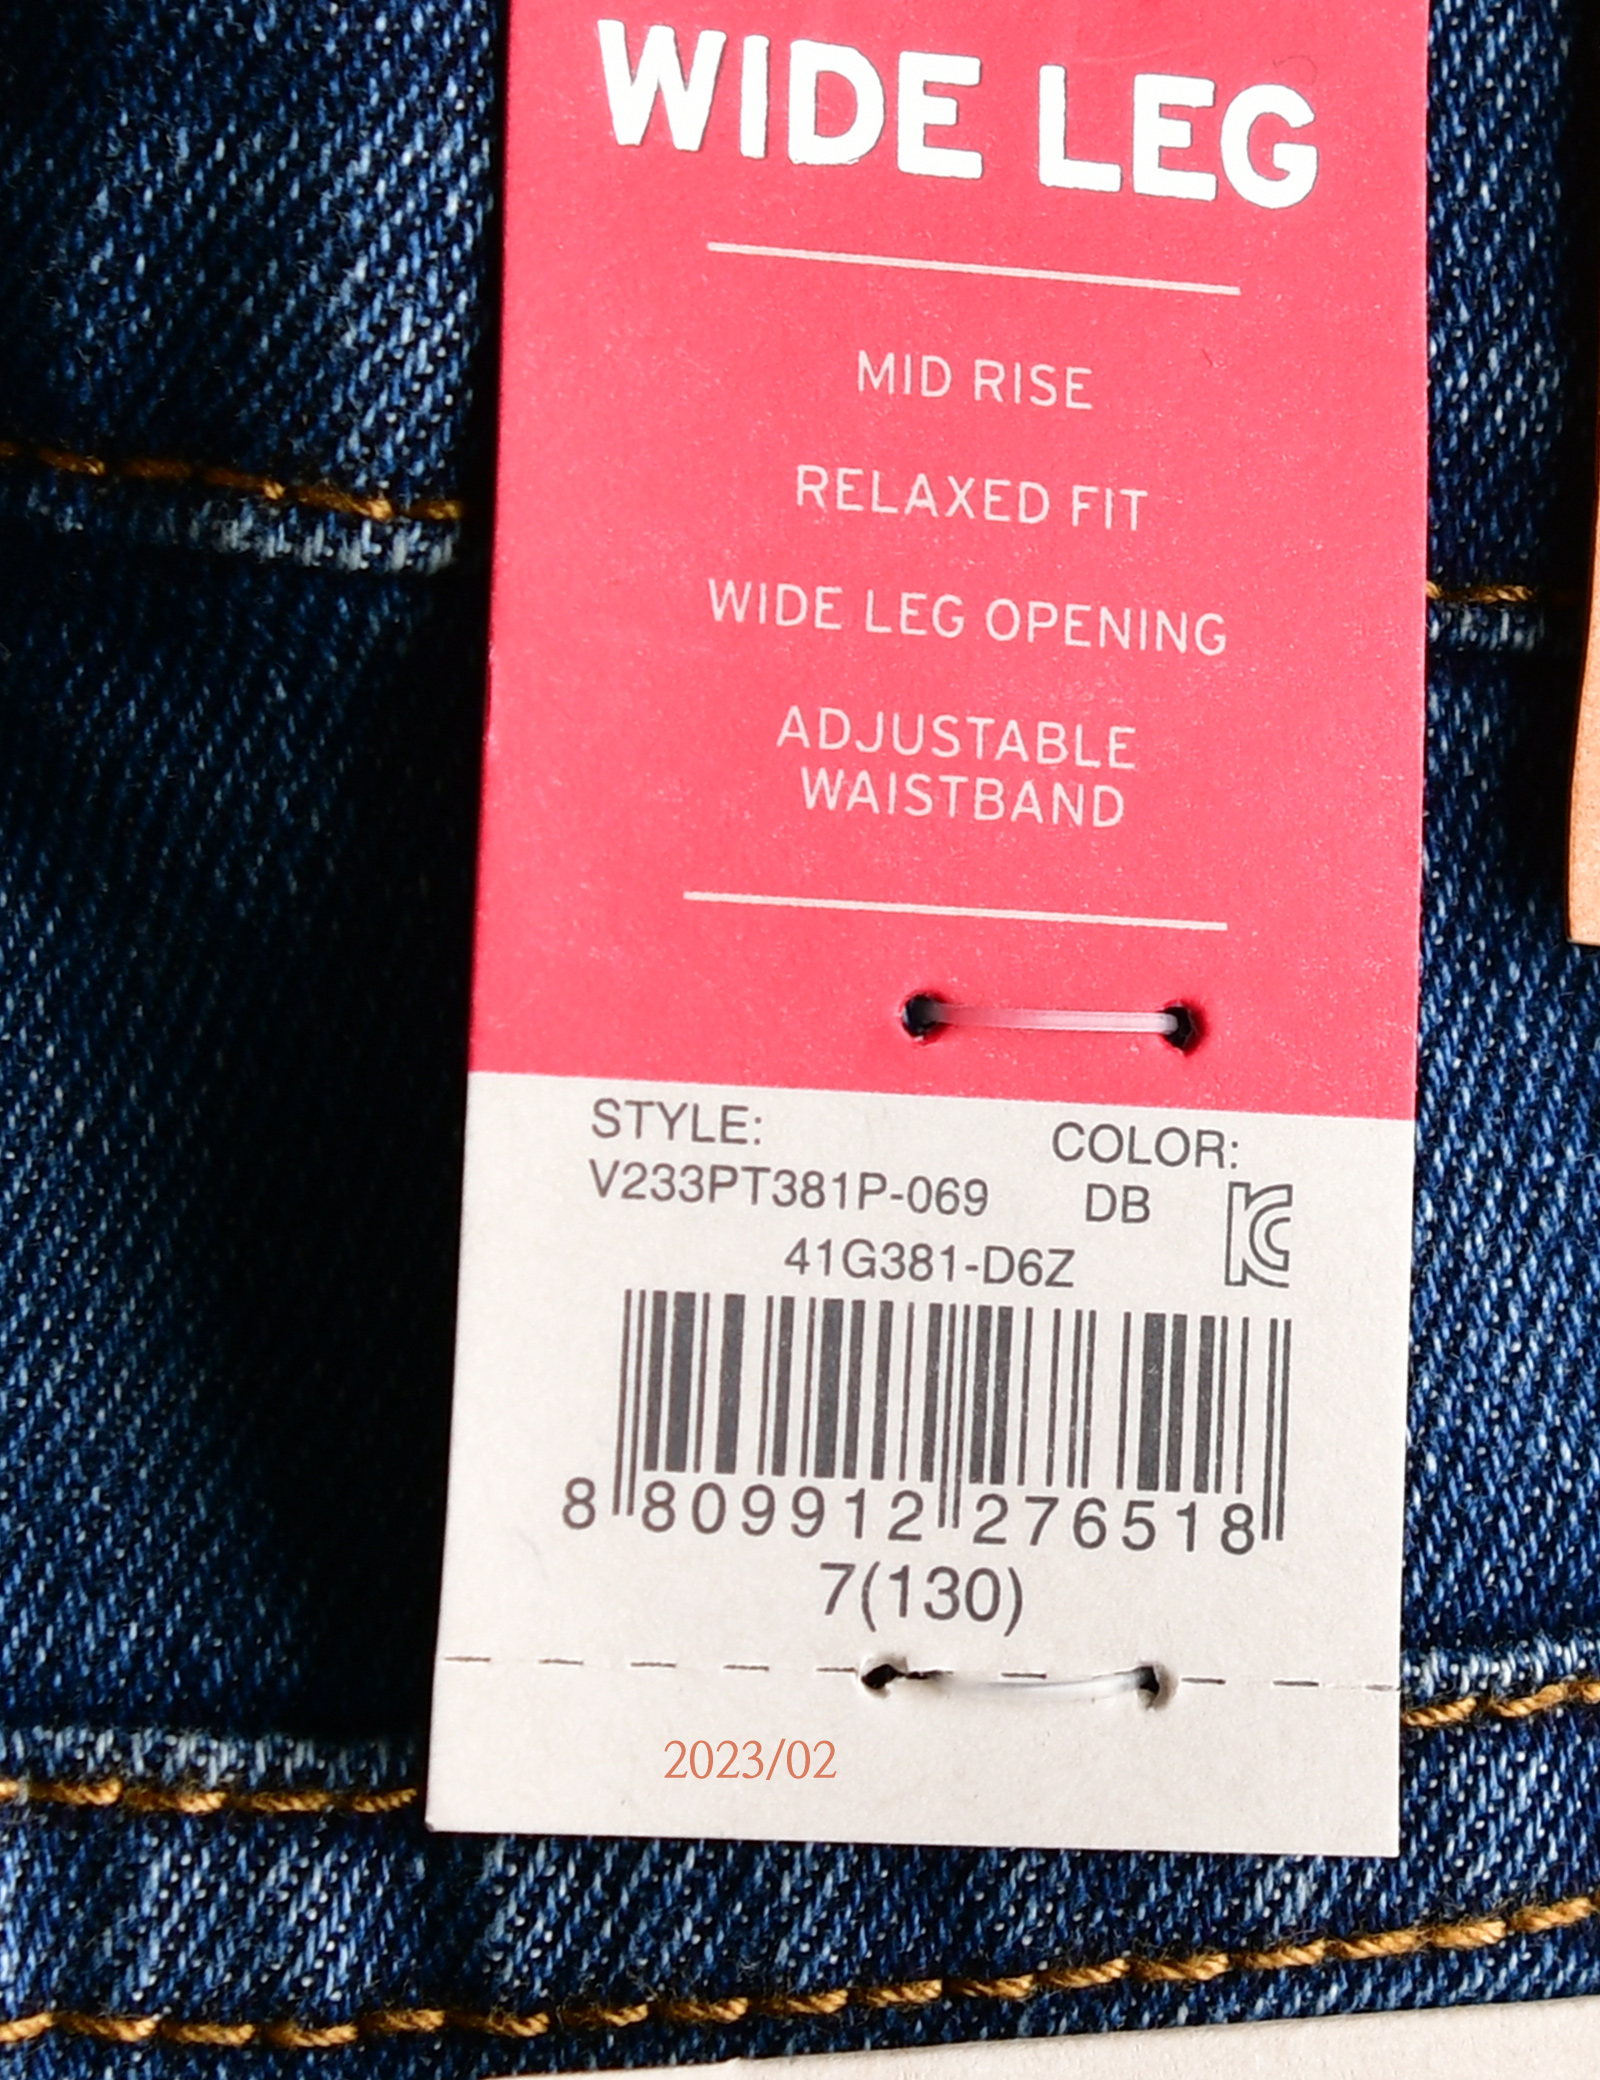 WIDE LEG
MID RISE
RELAXED FIT
WIDE LEG OPENING
ADJUSTABLE
WAISTBAND
STYLE:
COLOR:
V233PT381P-069
DB
KC
41G381-D6Z
8 809912 276518
7(130)
2023/02